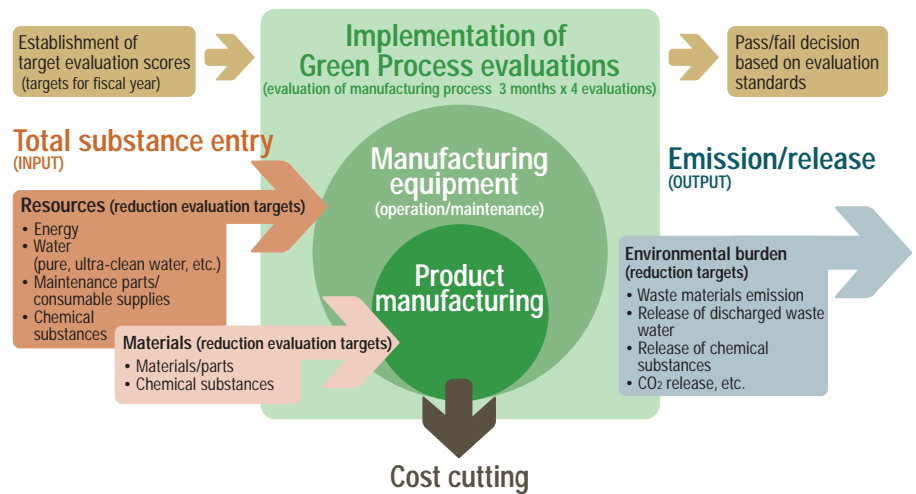 Establishment of
target evaluation scores
(targets for fiscal year)
Implementation of
Green Process evaluations
(evaluation of manufacturing process 3 months x 4 evaluations)
Pass/fail decision
based on evaluation
standards
Total substance entry
(INPUT)
Resources (reduction evaluation targets)
• Energy
• Water
(pure, ultra-clean water, etc.)
• Maintenance parts/
consumable supplies
• Chemical
substances
Materials (reduction evaluation targets)
• Materials/parts
• Chemical substances
Manufacturing
equipment
(operation/maintenance)
Product
manufacturing
Emission/release
(OUTPUT)
Environmental burden
(reduction targets)
• Waste materials emission
• Release of discharged waste
water
• Release of chemical
substances
• CO2 release, etc.
Cost cutting